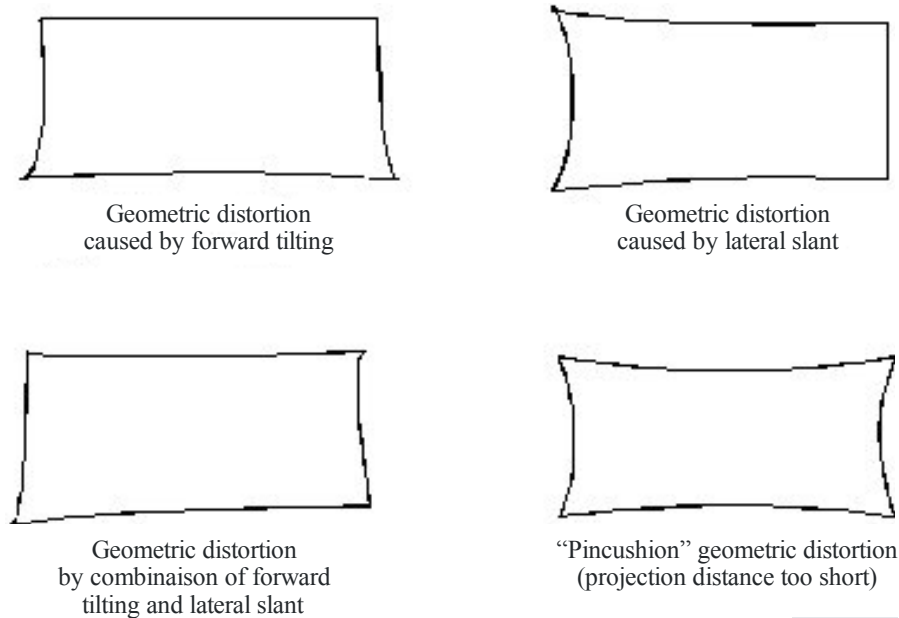 Geometric distortion
caused by forward tilting
Geometric distortion
caused by lateral slant
Geometric distortion
by combinaison of forward
tilting and lateral slant
“Pincushion” geometric distortion
(projection distance too short)